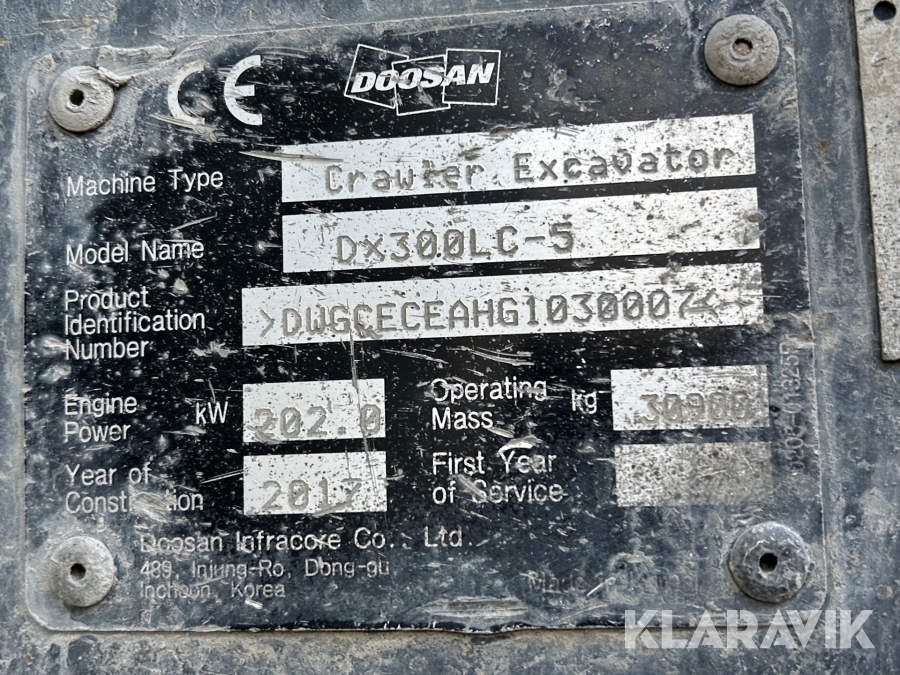 CE DOOSAN
Machine Type Crawler Excavator
Model Name DX300LC-5
Product
Identification
Number >DWGCECEAHG1030007<
Engine
Power kW 202.0
Operating
Mass kg 30900
Year of
Construction 2017
First Year
of Service
Doosan Infracore Co., Ltd.
489, Injung-Ro, Dong-gu,
Incheon, Korea
Made
KLARAVIK